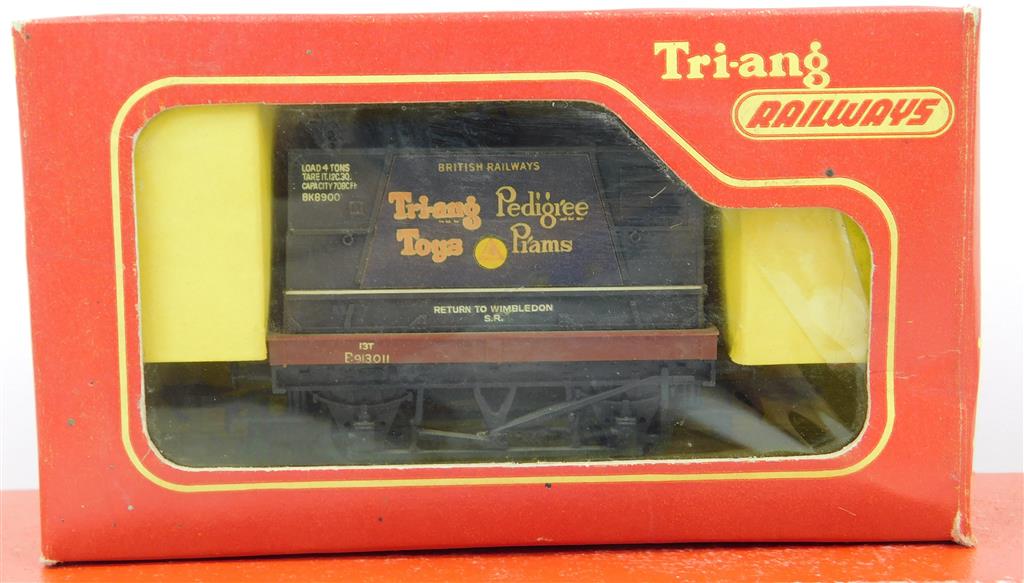 Tri-ang
RAILWAYS
LOAD 4 TONS
TARE 1T.12C.3Q.
CAPACITY 708C Ft
BK8900
BRITISH RAILWAYS
Tri-ang Pedigree
Toys Prams
RETURN TO WIMBLEDON
S.R.
13T
B913011